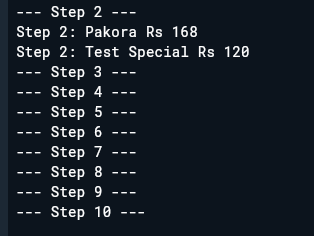 --- Step 2 ---
Step 2: Pakora Rs 168
Step 2: Test Special Rs 120
--- Step 3 ---
--- Step 4 ---
--- Step 5 ---
--- Step 6 ---
--- Step 7 ---
--- Step 8 ---
--- Step 9 ---
--- Step 10 ---